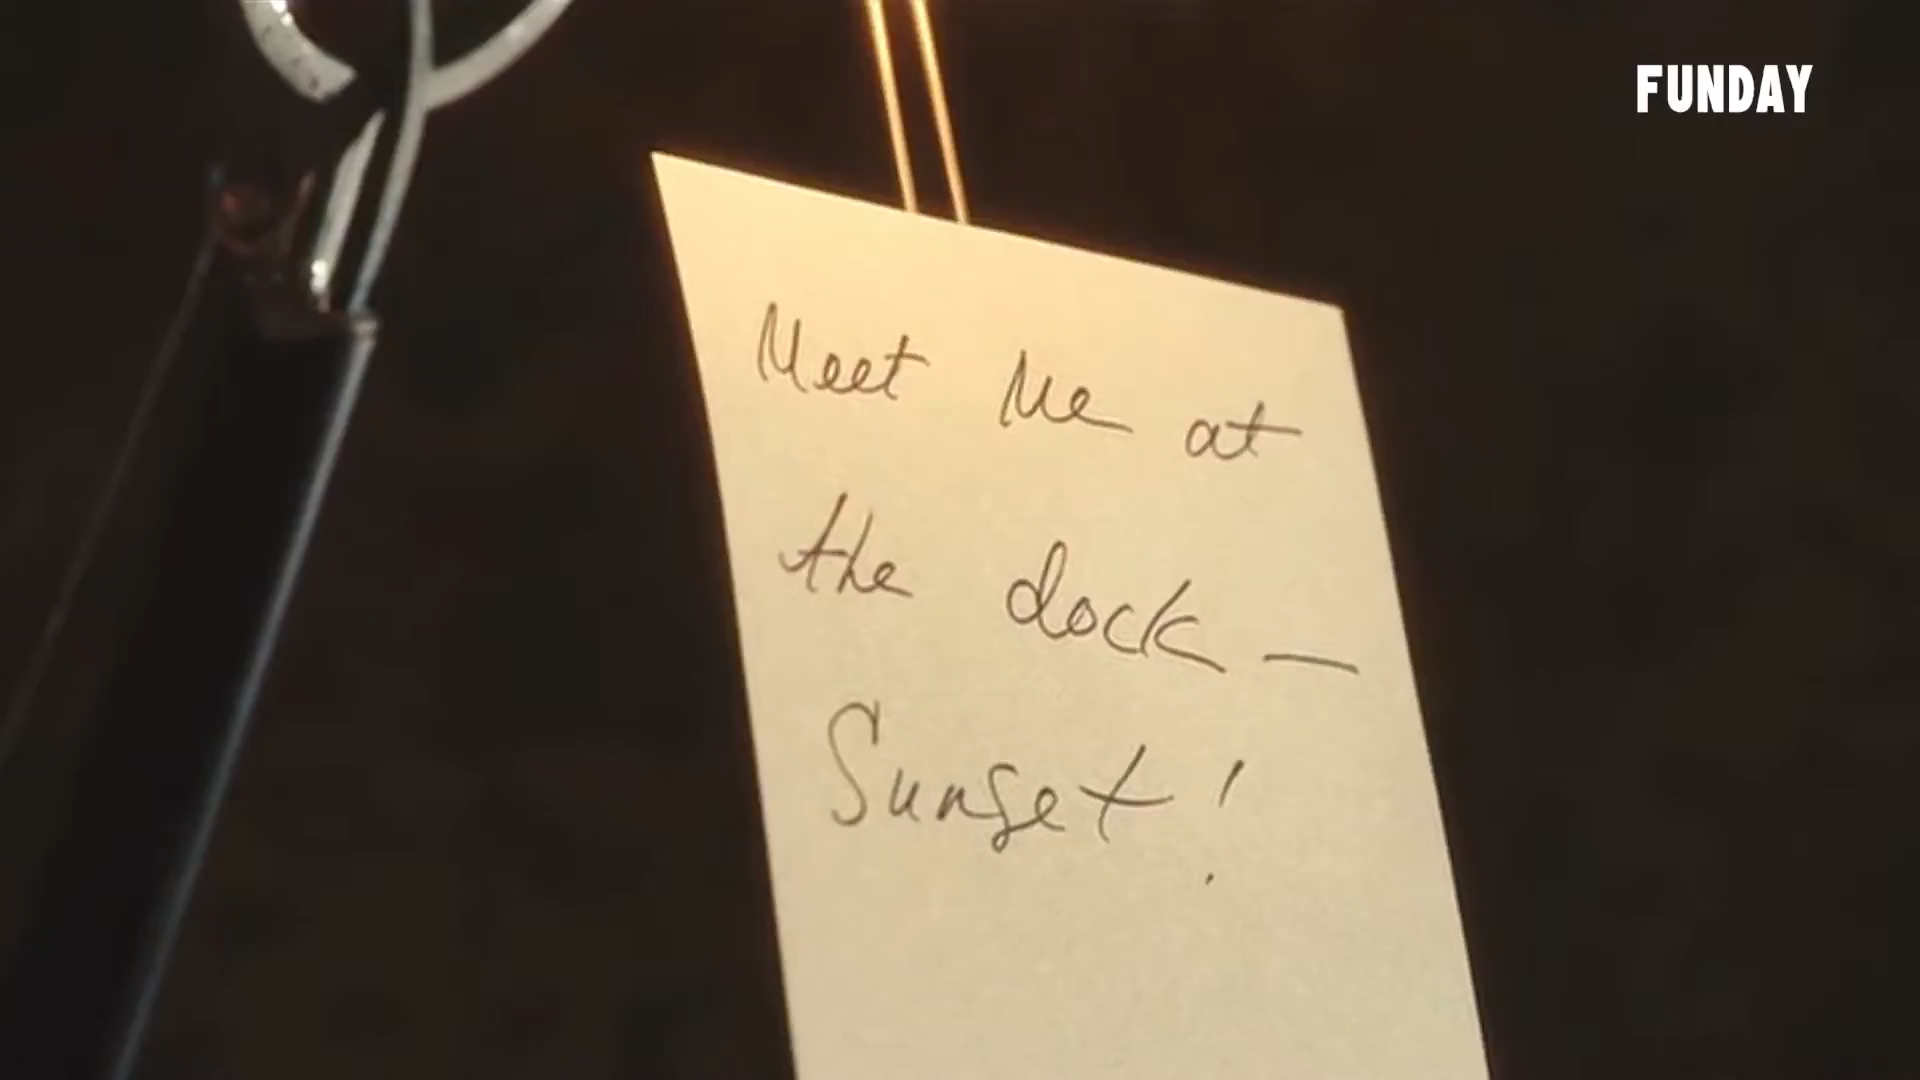 FUNDAY
Meet Me at
the dock —
Sunset!